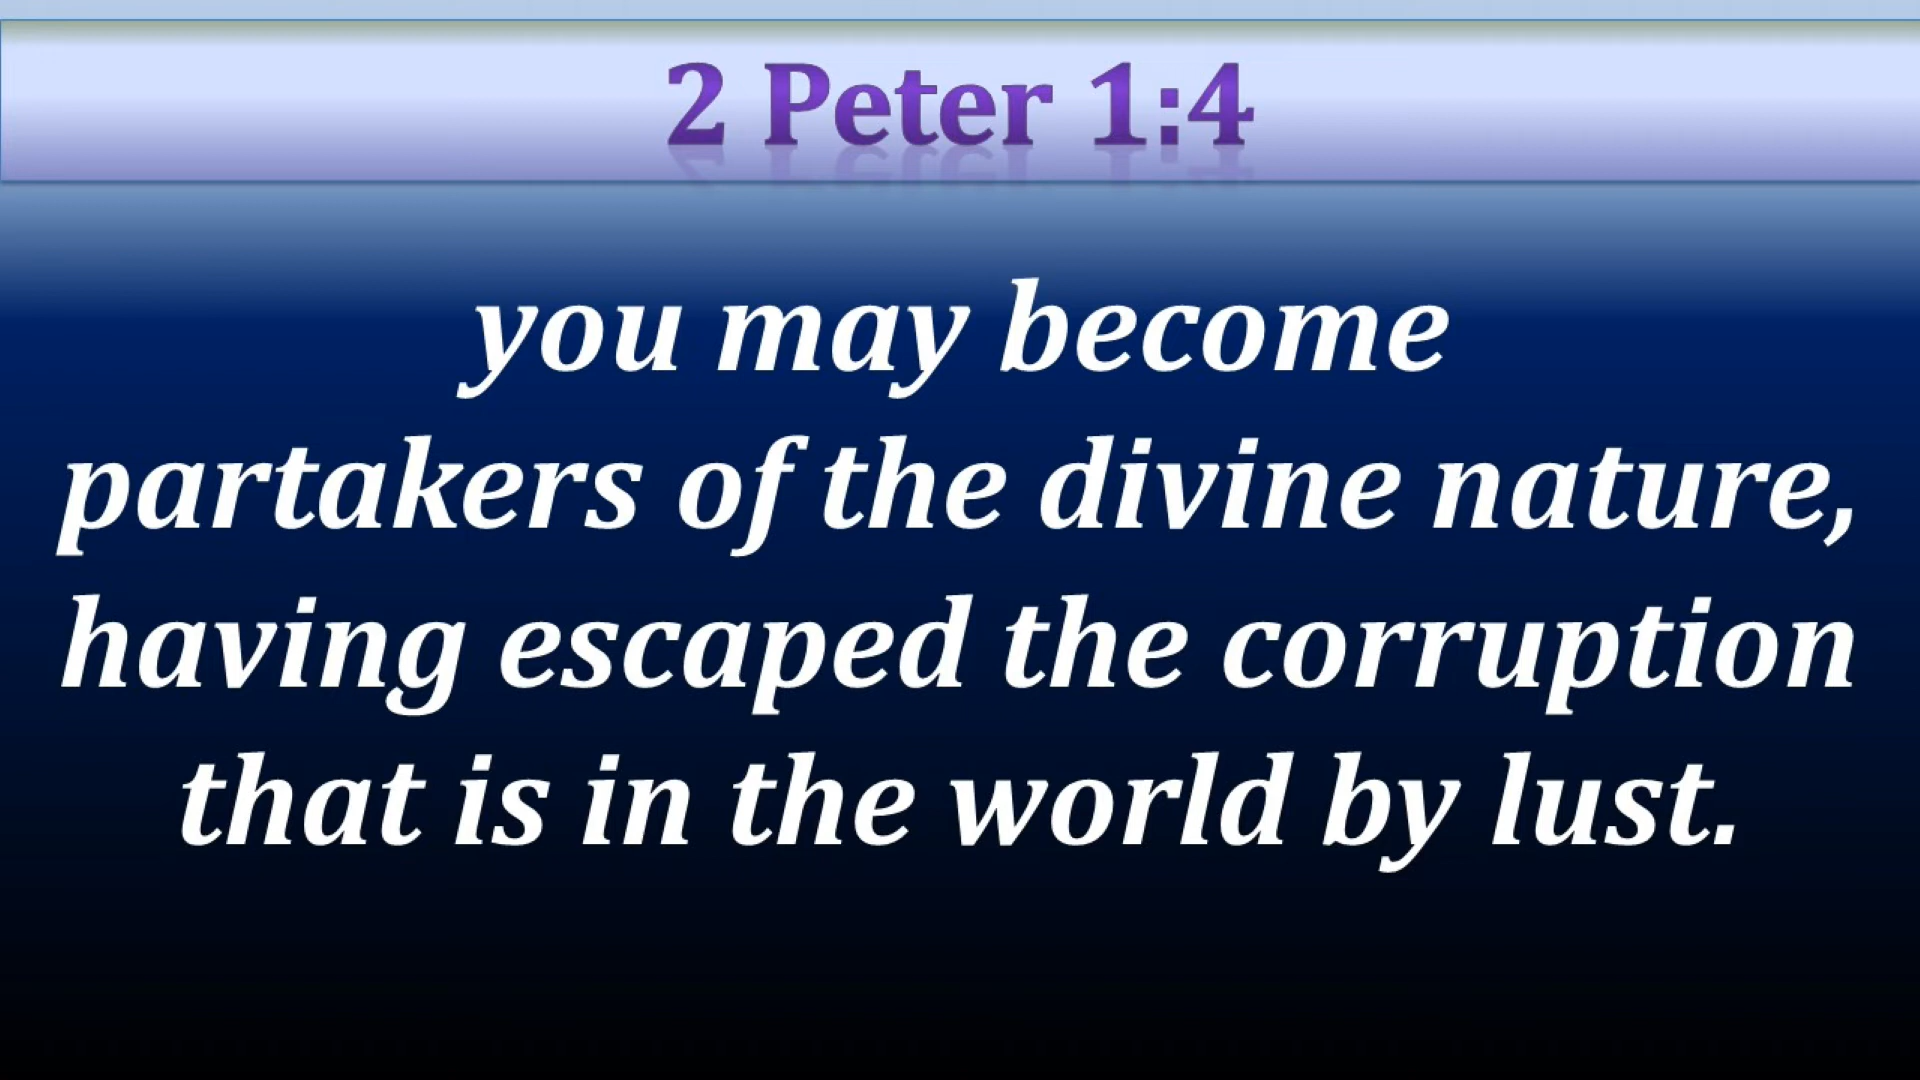 2 Peter 1:4
you may become
partakers of the divine nature,
having escaped the corruption
that is in the world by lust.